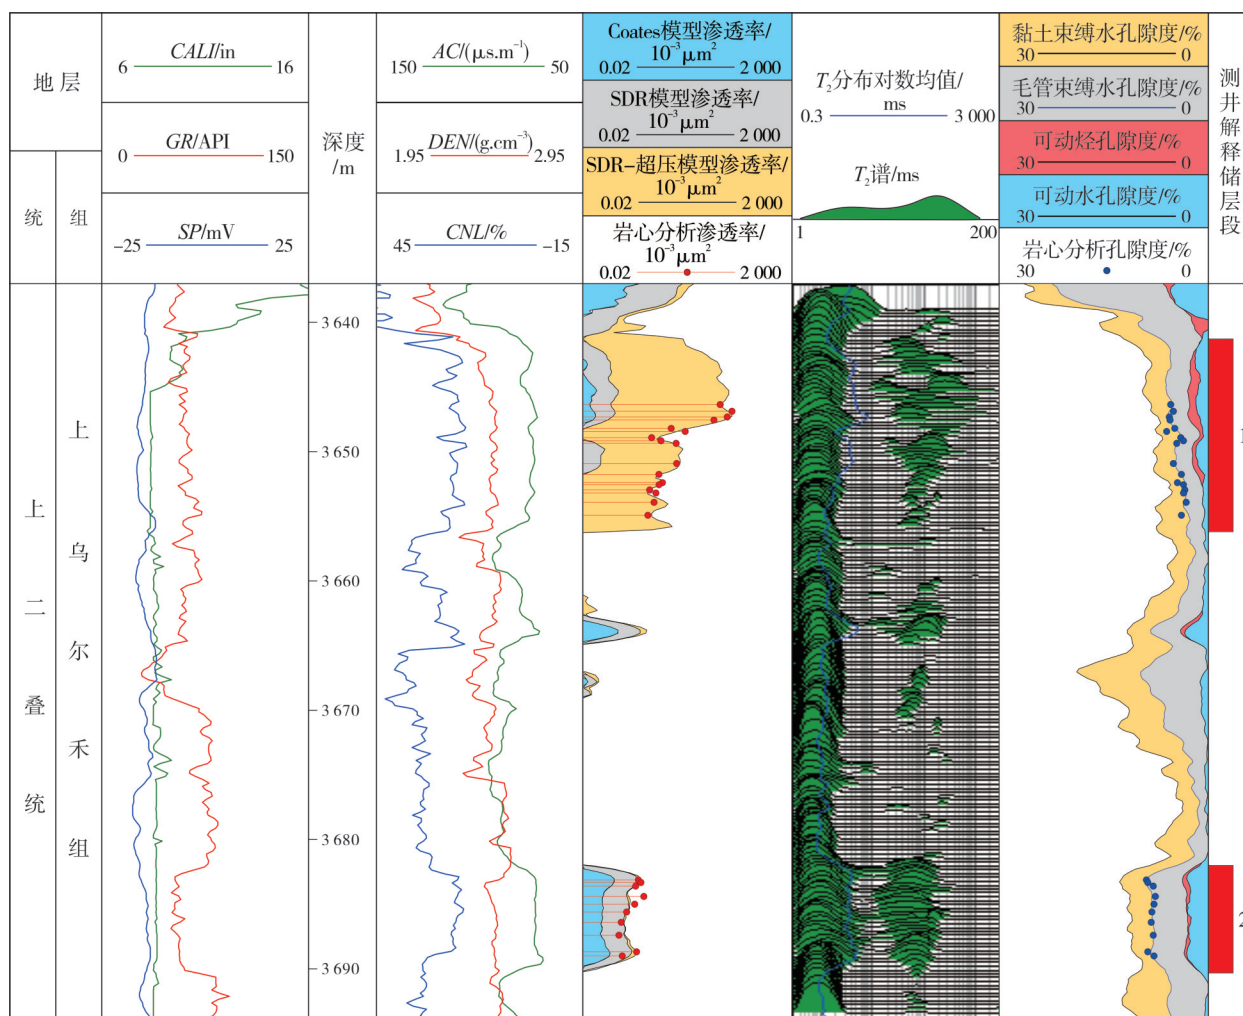 地层
统
组
CALI/in
6 16
GR/API
0 150
SP/mV
-25 25
深度
/m
AC/(μs.m⁻¹)
150 50
DEN/(g.cm⁻³)
1.95 2.95
CNL/%
45 -15
Coates模型渗透率/
10⁻³μm²
0.02 2 000
SDR模型渗透率/
10⁻³μm²
0.02 2 000
SDR-超压模型渗透率/
10⁻³μm²
0.02 2 000
岩心分析渗透率/
10⁻³μm²
0.02 2 000
T₂分布对数均值/
ms
0.3 3 000
T₂谱/ms
1 200
黏土束缚水孔隙度/%
30 0
毛管束缚水孔隙度/%
30 0
可动烃孔隙度/%
30 0
可动水孔隙度/%
30 0
岩心分析孔隙度/%
30 0
测井解释储层段
上二叠统
上乌尔禾组
3 640
3 650
3 660
3 670
3 680
3 690
1
2